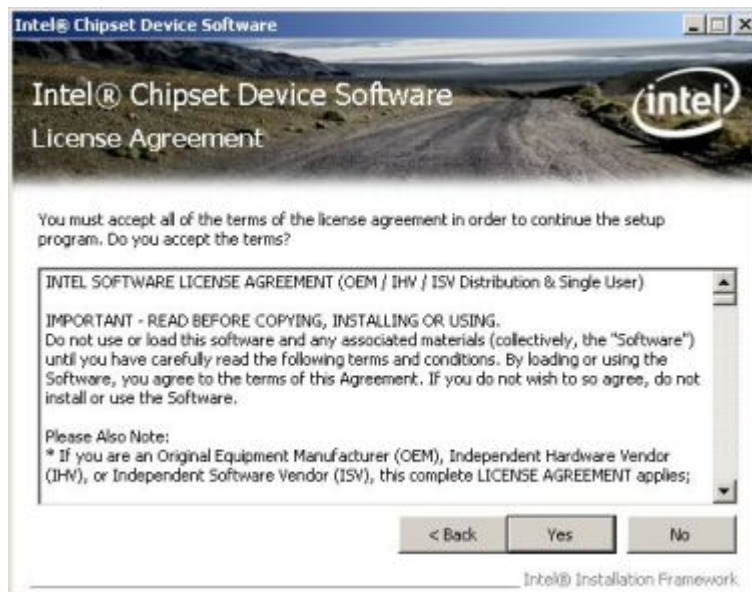 Intel® Chipset Device Software
Intel® Chipset Device Software
intel
License Agreement
You must accept all of the terms of the license agreement in order to continue the setup
program. Do you accept the terms?
INTEL SOFTWARE LICENSE AGREEMENT (OEM / IHV / ISV Distribution & Single User)
IMPORTANT - READ BEFORE COPYING, INSTALLING OR USING.
Do not use or load this software and any associated materials (collectively, the "Software")
until you have carefully read the following terms and conditions. By loading or using the
Software, you agree to the terms of this Agreement. If you do not wish to so agree, do not
install or use the Software.
Please Also Note:
* If you are an Original Equipment Manufacturer (OEM), Independent Hardware Vendor
(IHV), or Independent Software Vendor (ISV), this complete LICENSE AGREEMENT applies;
< Back Yes No
Intel® Installation Framework